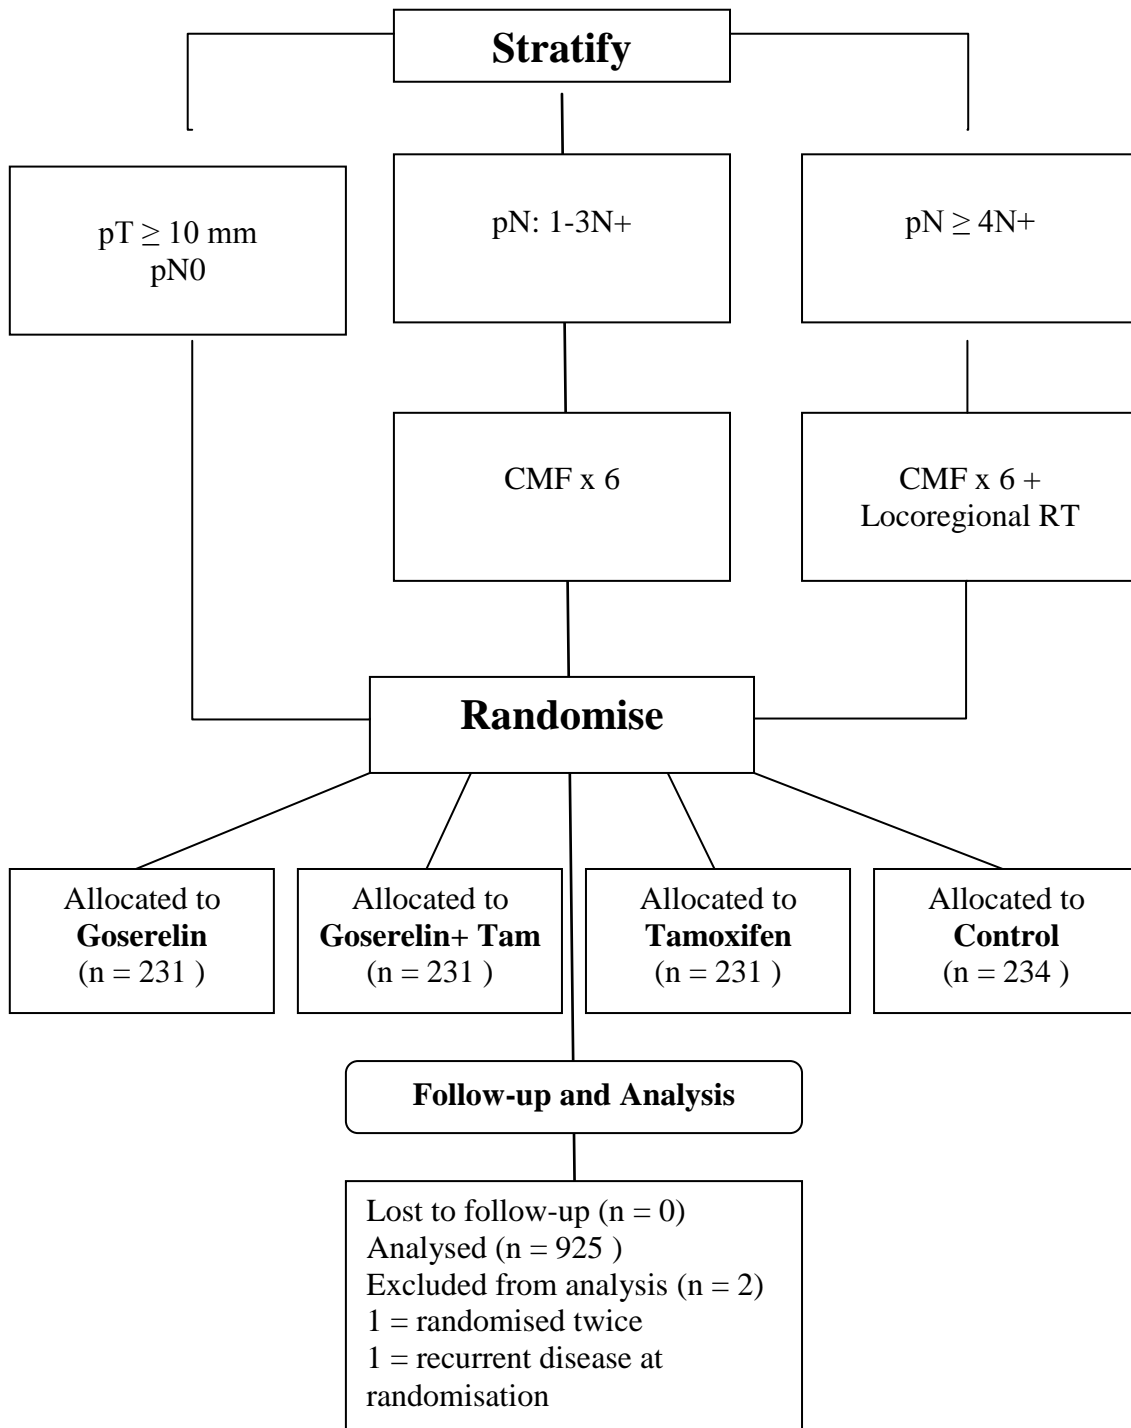 Stratify
pT ≥ 10 mm
pN0
pN: 1-3N+
pN ≥ 4N+
CMF x 6
CMF x 6 +
Locoregional RT
Randomise
Allocated to
Goserelin
(n = 231 )
Allocated to
Goserelin+ Tam
(n = 231 )
Allocated to
Tamoxifen
(n = 231 )
Allocated to
Control
(n = 234 )
Follow-up and Analysis
Lost to follow-up (n = 0)
Analysed (n = 925 )
Excluded from analysis (n = 2)
1 = randomised twice
1 = recurrent disease at
randomisation